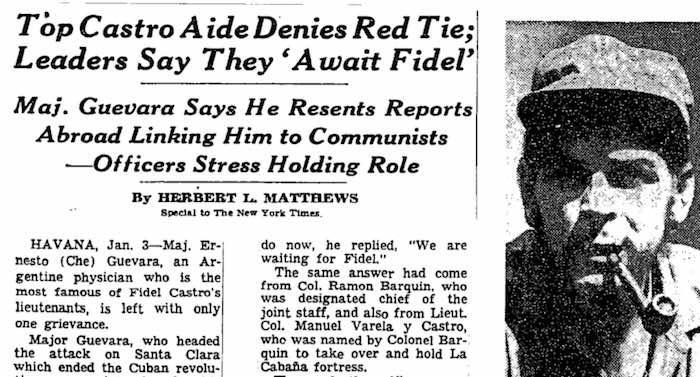 Top Castro Aide Denies Red Tie;
Leaders Say They 'Await Fidel'
Maj. Guevara Says He Resents Reports
Abroad Linking Him to Communists
—Officers Stress Holding Role
By HERBERT L. MATTHEWS
Special to The New York Times.
HAVANA, Jan. 3—Maj. Er-
nesto (Che) Guevara, an Ar-
gentine physician who is the
most famous of Fidel Castro's
lieutenants, is left with only
one grievance.
Major Guevara, who headed
the attack on Santa Clara
which ended the Cuban revolu-
do now, he replied, "We are
waiting for Fidel."
The same answer had come
from Col. Ramon Barquin, who
was designated chief of the
joint staff, and also from Lieut.
Col. Manuel Varela y Castro,
who was named by Colonel Bar-
quin to take over and hold La
Cabaña fortress.